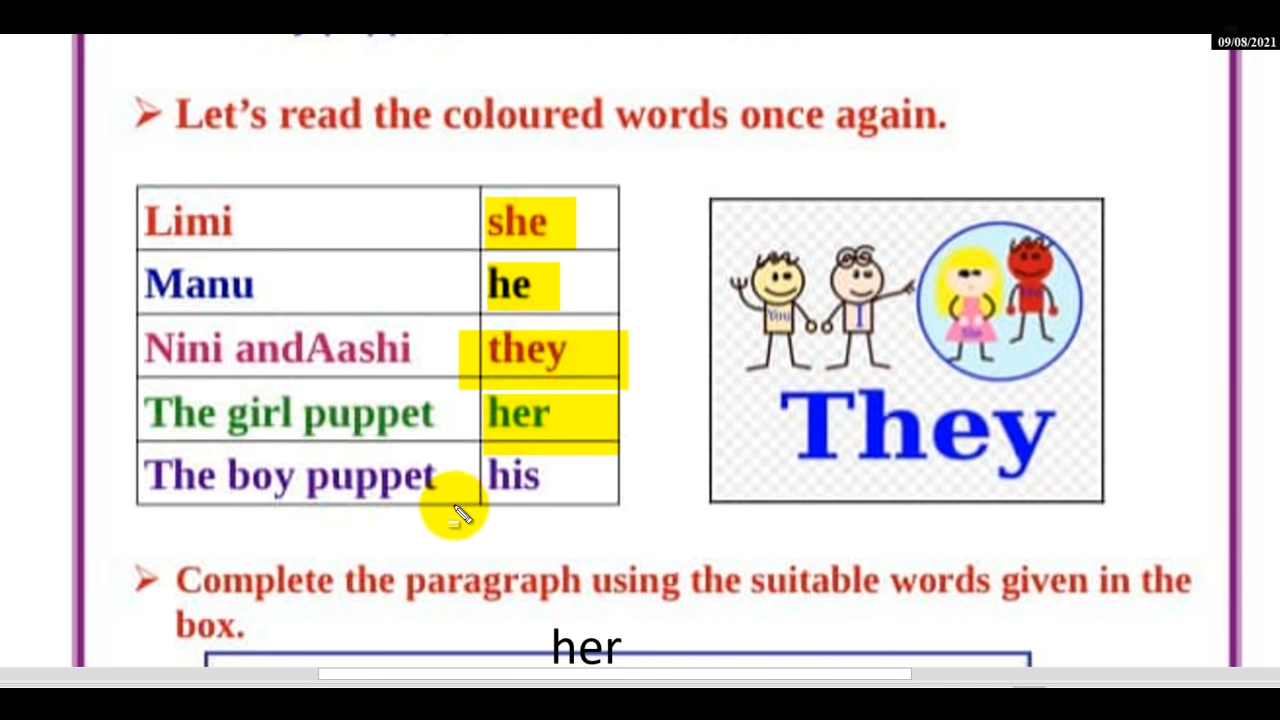 09/08/2021
➢ Let's read the coloured words once again.
Limi she
Manu he
Nini andAashi they
The girl puppet her
The boy puppet his
You I
They
➢ Complete the paragraph using the suitable words given in the
box.
her